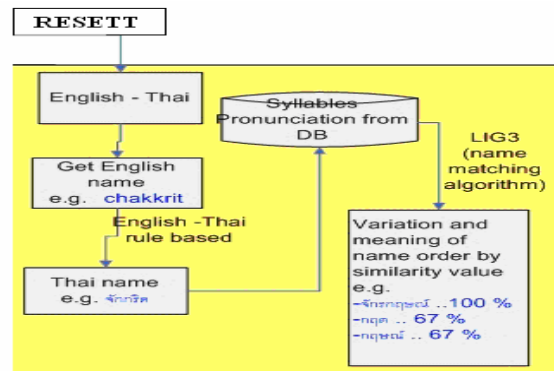 RESETT
English - Thai
Get English
name
e.g. chakkrit
English -Thai
rule based
Thai name
e.g. จักกริต
Syllables
Pronunciation from
DB
LIG3
(name
matching
algorithm)
Variation and
meaning of
name order by
similarity value
e.g.
-จักรกฤษณ์ ..100 %
-กฤต .. 67 %
-กฤษณ์ .. 67 %